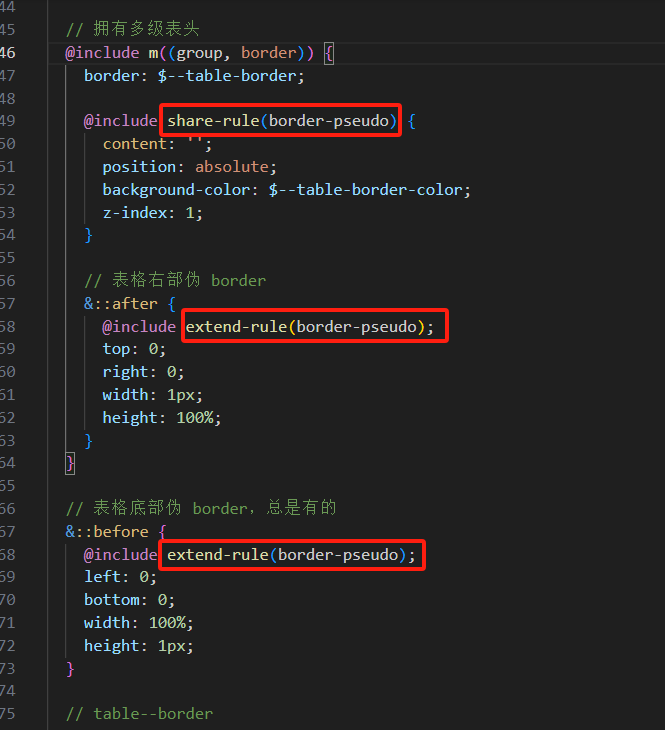 44
45 // 拥有多级表头
46 @include m((group, border)) {
47 border: $--table-border;
48
49 @include share-rule(border-pseudo) {
50 content: '';
51 position: absolute;
52 background-color: $--table-border-color;
53 z-index: 1;
54 }
55
56 // 表格右部伪 border
57 &::after {
58 @include extend-rule(border-pseudo);
59 top: 0;
60 right: 0;
61 width: 1px;
62 height: 100%;
63 }
64 }
65
66 // 表格底部伪 border，总是有的
67 &::before {
68 @include extend-rule(border-pseudo);
69 left: 0;
70 bottom: 0;
71 width: 100%;
72 height: 1px;
73 }
74
75 // table--border